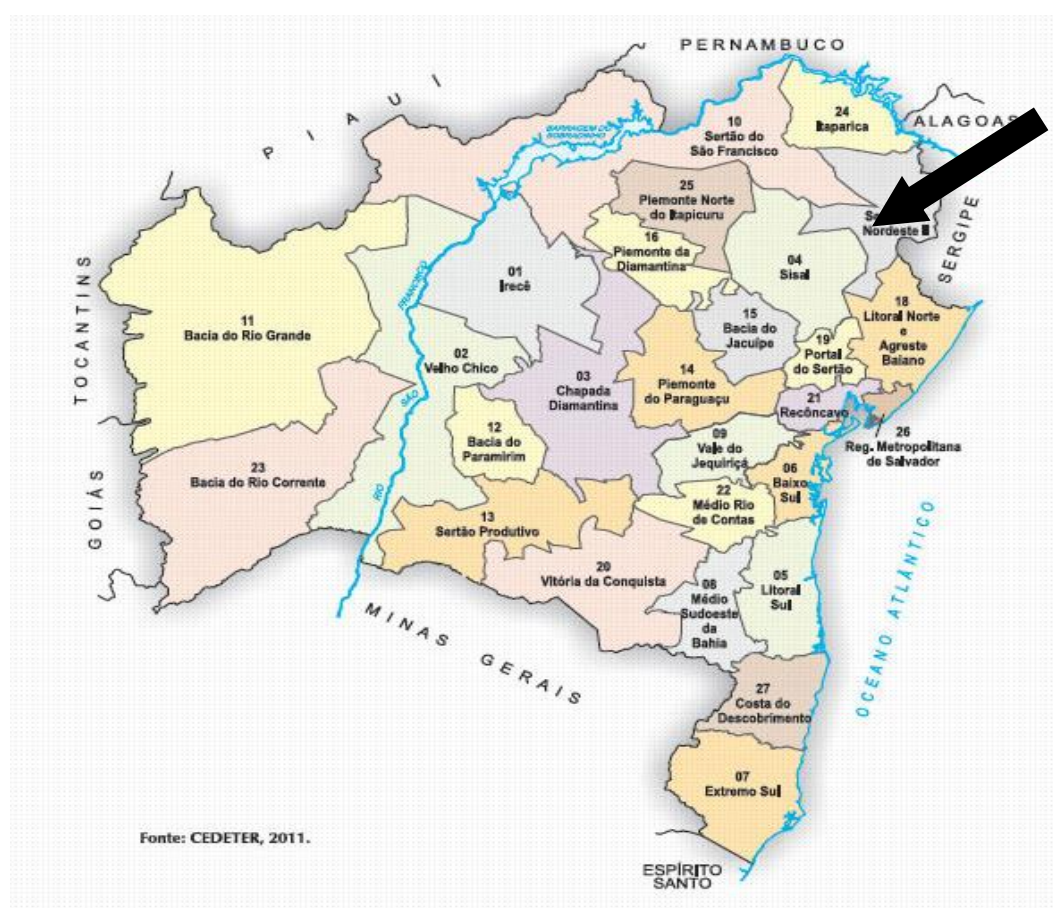 PERNAMBUCO
PIAUI
ALAGOAS
SERGIPE
TOCANTINS
GOIÁS
MINAS GERAIS
ESPÍRITO
SANTO
OCEANO ATLÂNTICO
BARRAGEM DO
SOBRADINHO
RIO
SÃO
FRANCISCO
24
Itaparica
10
Sertão do
São Francisco
25
Piemonte Norte
do Itapicuru
16
Piemonte da
Diamantina
Nordeste II
04
Sisal
01
Irecê
11
Bacia do Rio Grande
18
Litoral Norte
e
Agreste
Baiano
15
Bacia do
Jacuípe
19
Portal
do Sertão
02
Velho Chico
03
Chapada
Diamantina
14
Piemonte
do Paraguaçu
21
Recôncavo
26
Reg. Metropolitana
de Salvador
12
Bacia do
Paramirim
09
Vale do
Jequiriçá
06
Baixo
Sul
23
Bacia do Rio Corrente
22
Médio Rio
de Contas
13
Sertão Produtivo
20
Vitória da Conquista
08
Médio
Sudoeste
da
Bahia
05
Litoral
Sul
27
Costa do
Descobrimento
07
Extremo Sul
Fonte: CEDETER, 2011.